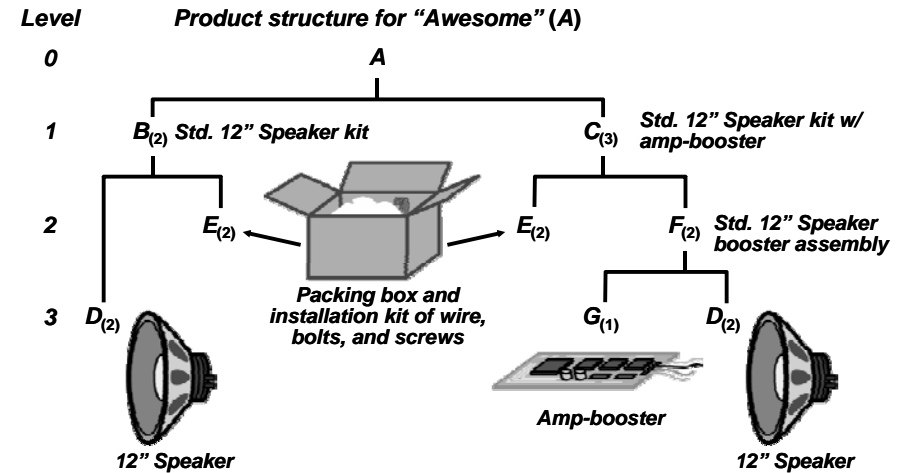 Level Product structure for “Awesome” (A)
0 A
1 B(2) Std. 12” Speaker kit C(3) Std. 12” Speaker kit w/
amp-booster
2 E(2) E(2) F(2) Std. 12” Speaker
booster assembly
Packing box and
installation kit of wire,
bolts, and screws
3 D(2) G(1) D(2)
Amp-booster
12” Speaker 12” Speaker